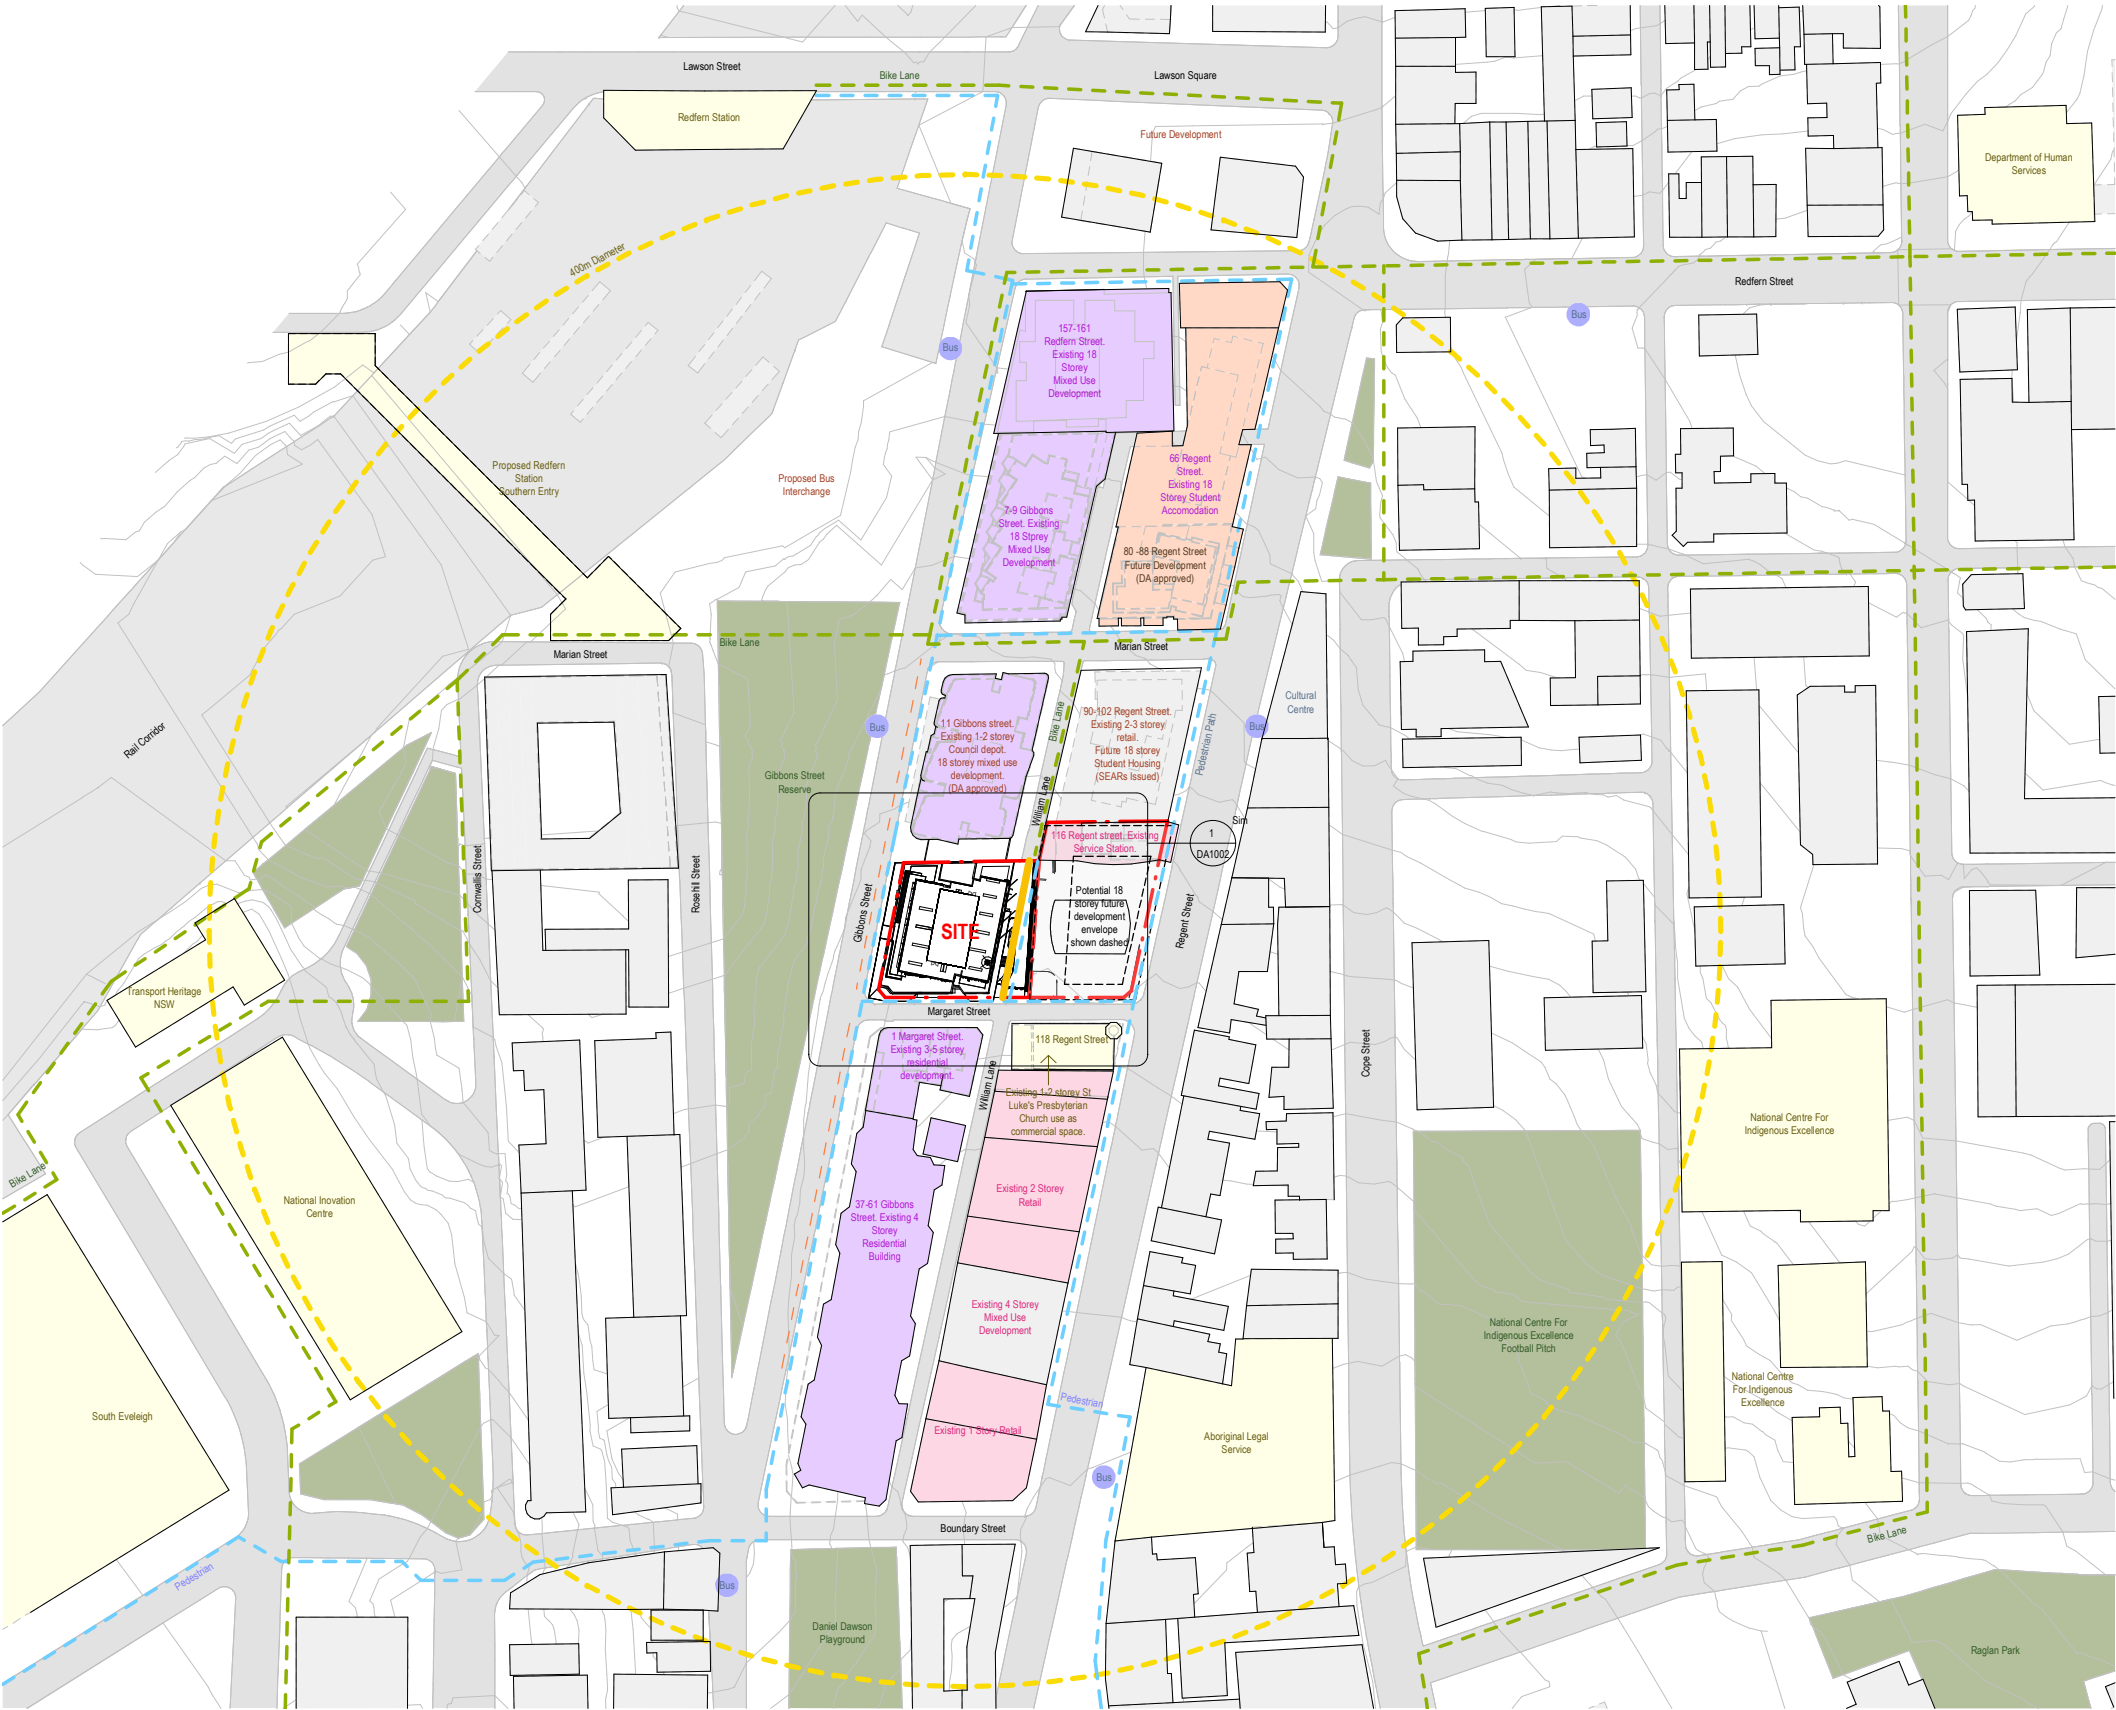 Lawson Street
Bike Lane
Lawson Square
Redfern Station
Future Development
Department of Human
Services
400m Diameter
Redfern Street
Bus
157-161
Redfern Street.
Existing 18
Storey
Mixed Use
Development
Bus
Proposed Redfern
Station
Southern Entry
Proposed Bus
Interchange
66 Regent
Street.
Existing 18
Storey Student
Accomodation
7-9 Gibbons
Street. Existing
18 Stprey
Mixed Use
Development
80 -88 Regent Street
Future Development
(DA approved)
Bike Lane
Marian Street
Marian Street
Rail Corridor
Cultural
Centre
Bus
Bus
11 Gibbons street.
Existing 1-2 storey
Council depot.
18 storey mixed use
development.
(DA approved)
Bike Lane
90-102 Regent Street.
Existing 2-3 storey
retail.
Future 18 storey
Student Housing
(SEARs Issued)
Pedestrian Path
Gibbons Street
Reserve
William Lane
116 Regent street. Existing
Service Station.
Sim
1
DA1002
Cornwallis Street
Rosehill Street
Gibbons Street
SITE
Potential 18
storey future
development
envelope
shown dashed
Regent Street
Transport Heritage
NSW
Margaret Street
1 Margaret Street.
Existing 3-5 storey
residential
development.
118 Regent Street
Cope Street
William Lane
Existing 1-2 storey St
Luke's Presbyterian
Church use as
commercial space.
National Centre For
Indigenous Excellence
Bike Lane
National Inovation
Centre
Existing 2 Storey
Retail
37-61 Gibbons
Street. Existing 4
Storey
Residential
Building
Existing 4 Storey
Mixed Use
Development
National Centre For
Indigenous Excellence
Football Pitch
National Centre
For Indigenous
Excellence
Pedestrian
South Eveleigh
Existing 1 Story Retail
Aboriginal Legal
Service
Bus
Boundary Street
Bike Lane
Pedestrian
Bus
Daniel Dawson
Playground
Raglan Park